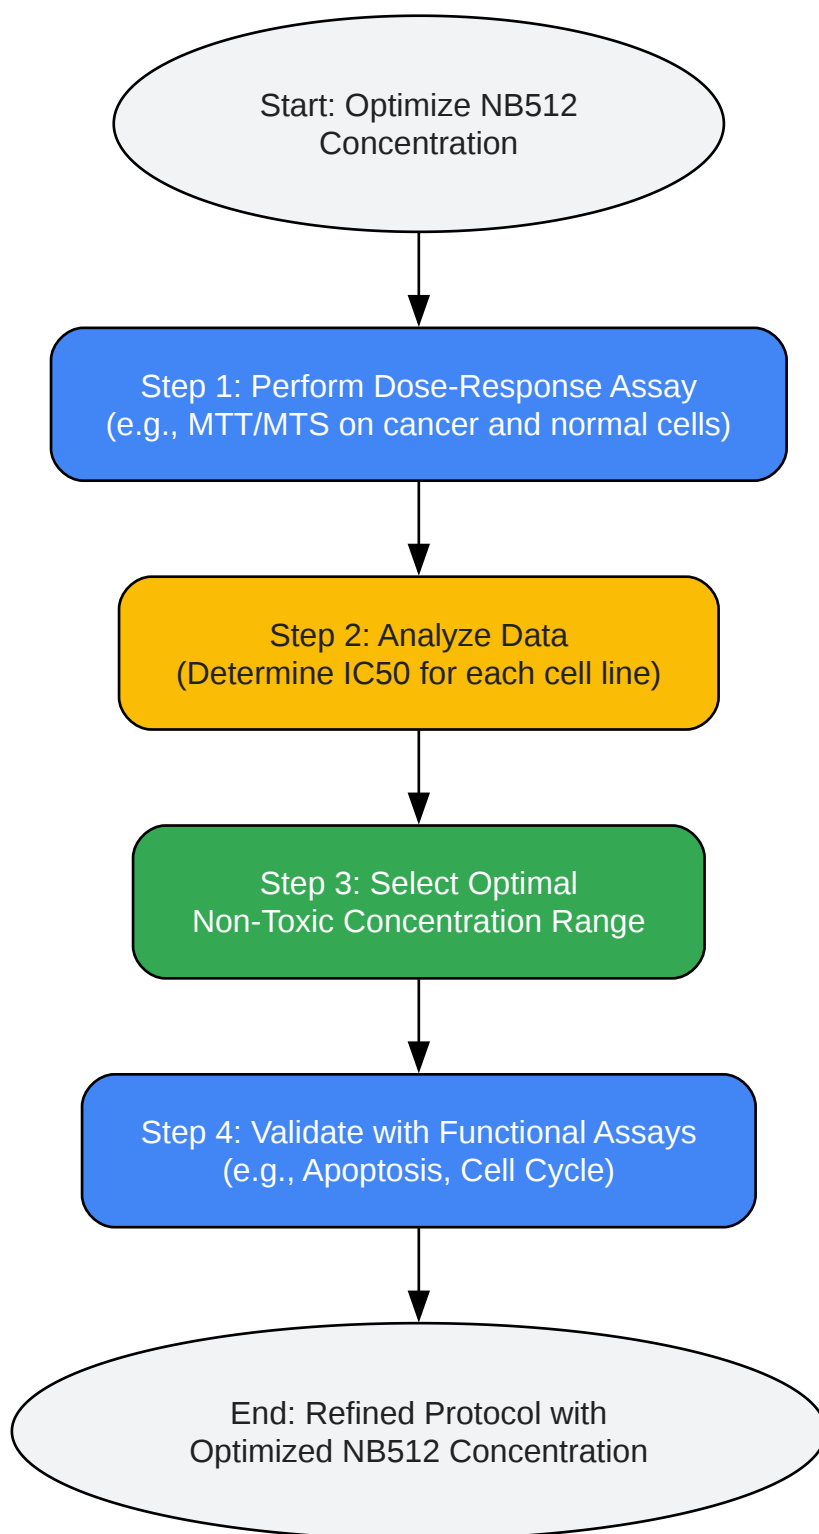 Start: Optimize NB512
Concentration
Step 1: Perform Dose-Response Assay
(e.g., MTT/MTS on cancer and normal cells)
Step 2: Analyze Data
(Determine IC50 for each cell line)
Step 3: Select Optimal
Non-Toxic Concentration Range
Step 4: Validate with Functional Assays
(e.g., Apoptosis, Cell Cycle)
End: Refined Protocol with
Optimized NB512 Concentration